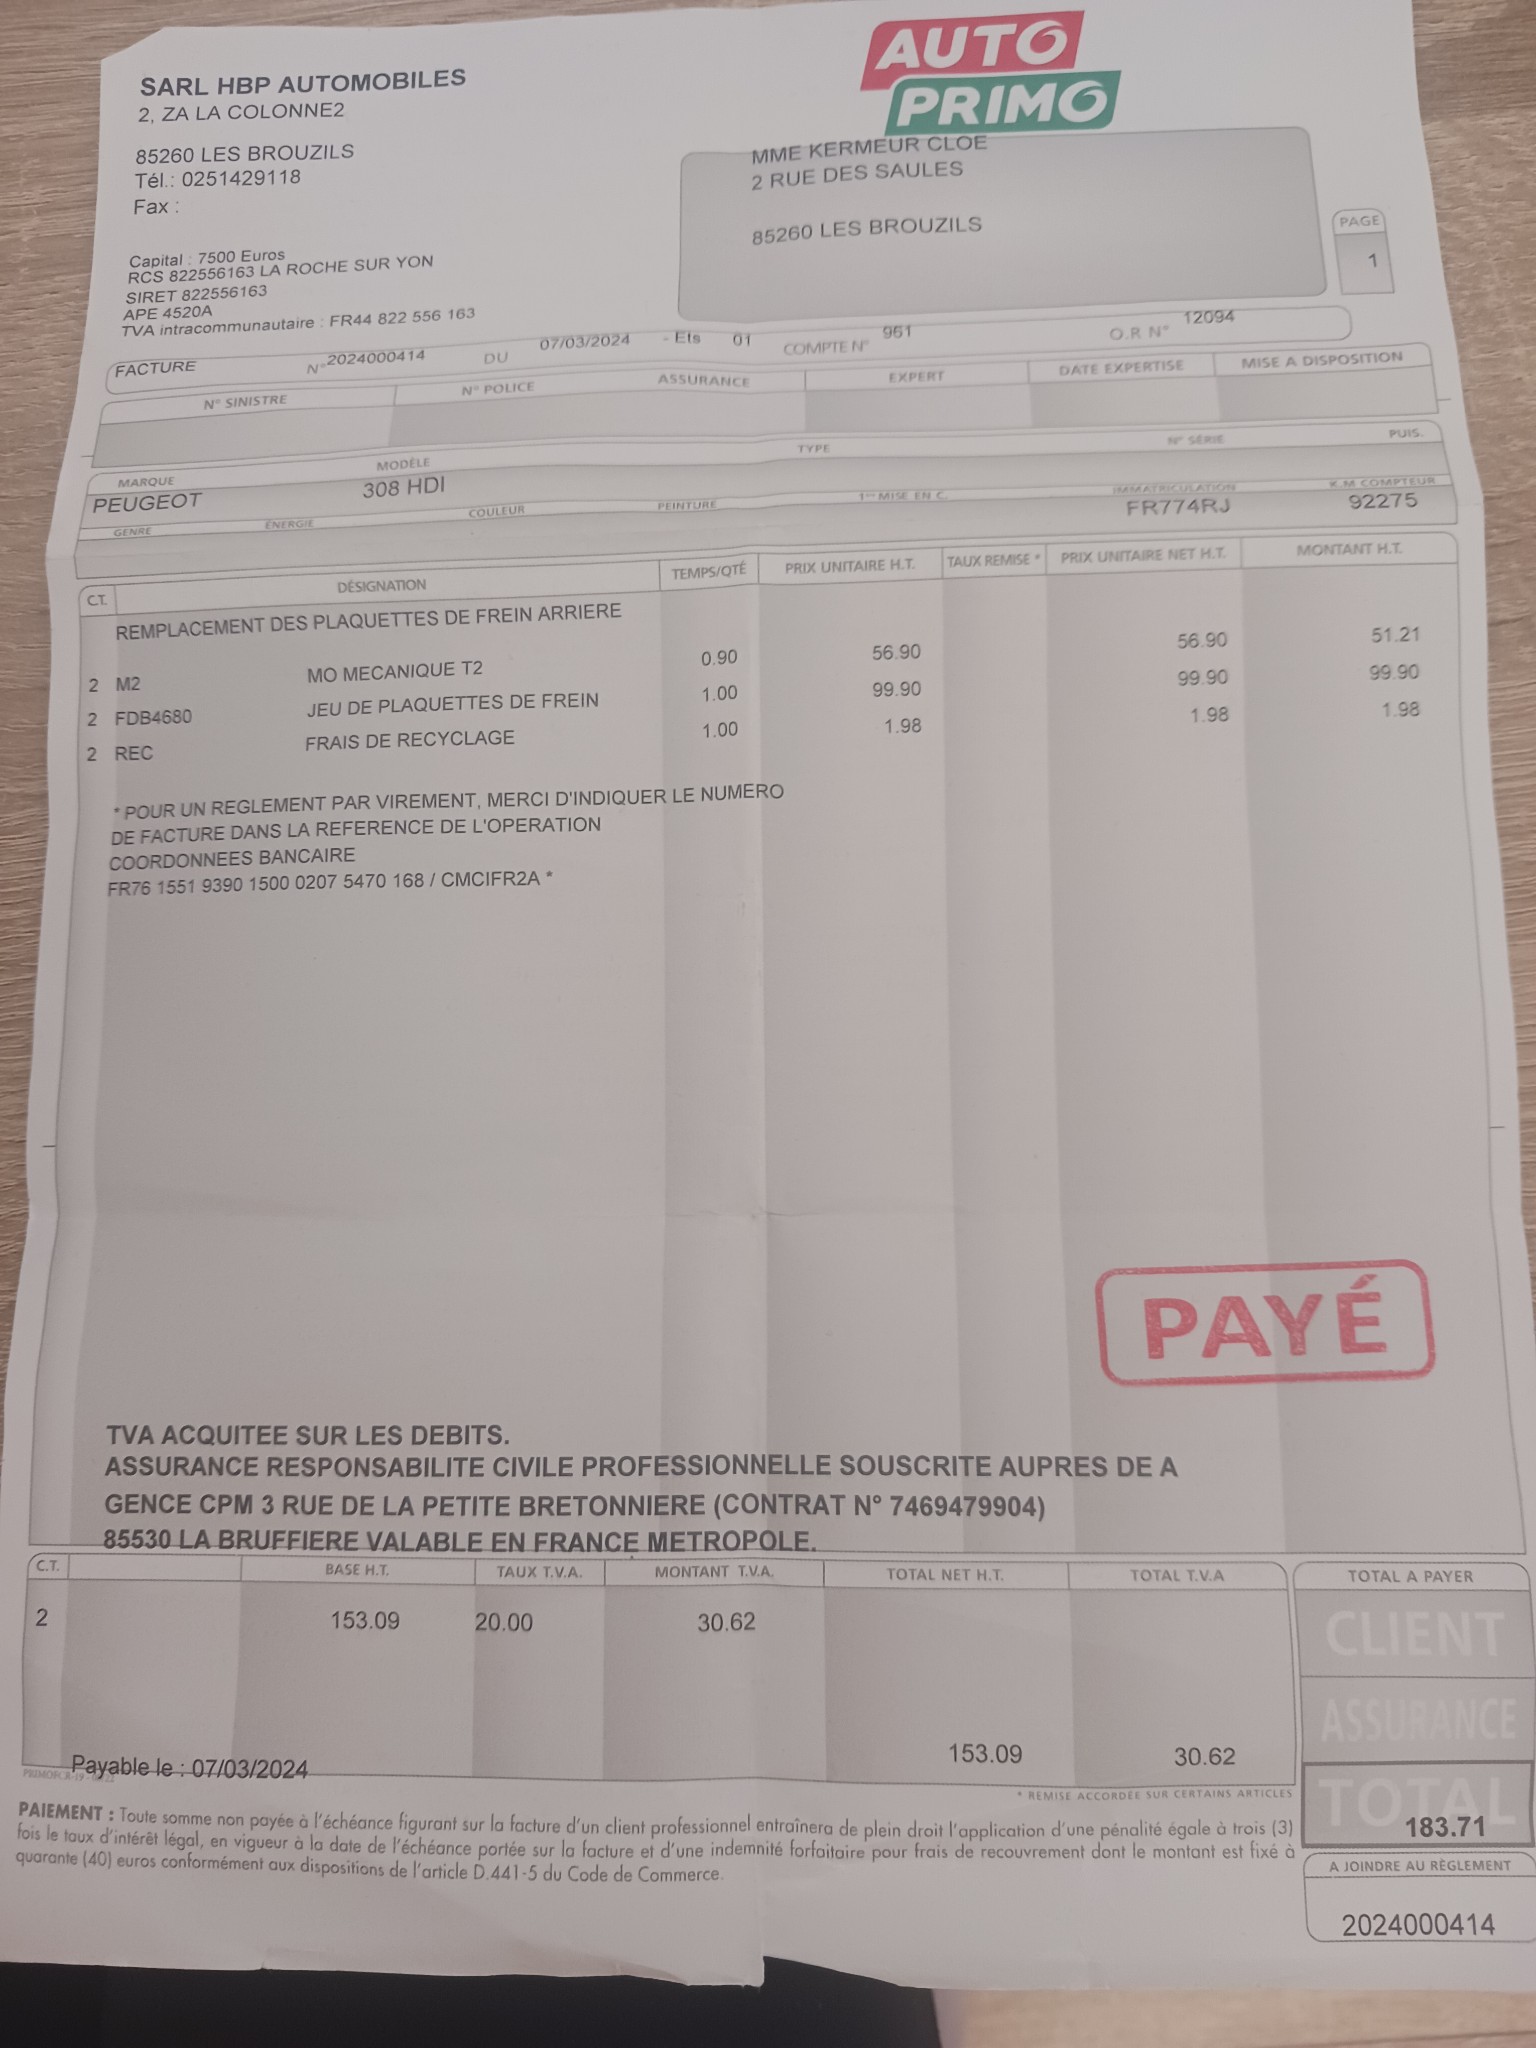 AUTO
PRIMO
SARL HBP AUTOMOBILES
2, ZA LA COLONNE2
85260 LES BROUZILS
Tél.: 0251429118
Fax :
MME KERMEUR CLOE
2 RUE DES SAULES
85260 LES BROUZILS
PAGE
1
Capital : 7500 Euros
RCS 822556163 LA ROCHE SUR YON
SIRET 822556163
APE 4520A
TVA intracommunautaire : FR44 822 556 163
FACTURE N° 2024000414 DU 07/03/2024 - Ets 01 COMPTE N° 961 O.R N° 12094
N° SINISTRE N° POLICE ASSURANCE EXPERT DATE EXPERTISE MISE A DISPOSITION
MARQUE MODÈLE TYPE N° SÉRIE PUIS.
PEUGEOT 308 HDI
GENRE ÉNERGIE COULEUR PEINTURE 1ère MISE EN C. IMMATRICULATION K.M COMPTEUR
FR774RJ 92275
C.T. DÉSIGNATION TEMPS/QTÉ PRIX UNITAIRE H.T. TAUX REMISE * PRIX UNITAIRE NET H.T. MONTANT H.T.
REMPLACEMENT DES PLAQUETTES DE FREIN ARRIERE
2 M2 MO MECANIQUE T2 0.90 56.90 56.90 51.21
2 FDB4680 JEU DE PLAQUETTES DE FREIN 1.00 99.90 99.90 99.90
2 REC FRAIS DE RECYCLAGE 1.00 1.98 1.98 1.98
* POUR UN REGLEMENT PAR VIREMENT, MERCI D'INDIQUER LE NUMERO
DE FACTURE DANS LA REFERENCE DE L'OPERATION
COORDONNEES BANCAIRE
FR76 1551 9390 1500 0207 5470 168 / CMCIFR2A *
PAYÉ
TVA ACQUITEE SUR LES DEBITS.
ASSURANCE RESPONSABILITE CIVILE PROFESSIONNELLE SOUSCRITE AUPRES DE A
GENCE CPM 3 RUE DE LA PETITE BRETONNIERE (CONTRAT N° 7469479904)
85530 LA BRUFFIERE VALABLE EN FRANCE METROPOLE.
C.T. BASE H.T. TAUX T.V.A. MONTANT T.V.A. TOTAL NET H.T. TOTAL T.V.A TOTAL A PAYER
2 153.09 20.00 30.62
CLIENT
ASSURANCE
153.09 30.62
Payable le : 07/03/2024
* REMISE ACCORDÉE SUR CERTAINS ARTICLES
TOTAL 183.71
PAIEMENT : Toute somme non payée à l'échéance figurant sur la facture d'un client professionnel entraînera de plein droit l'application d'une pénalité égale à trois (3)
fois le taux d'intérêt légal, en vigueur à la date de l'échéance portée sur la facture et d'une indemnité forfaitaire pour frais de recouvrement dont le montant est fixé à
quarante (40) euros conformément aux dispositions de l'article D.441-5 du Code de Commerce.
A JOINDRE AU RÈGLEMENT
2024000414